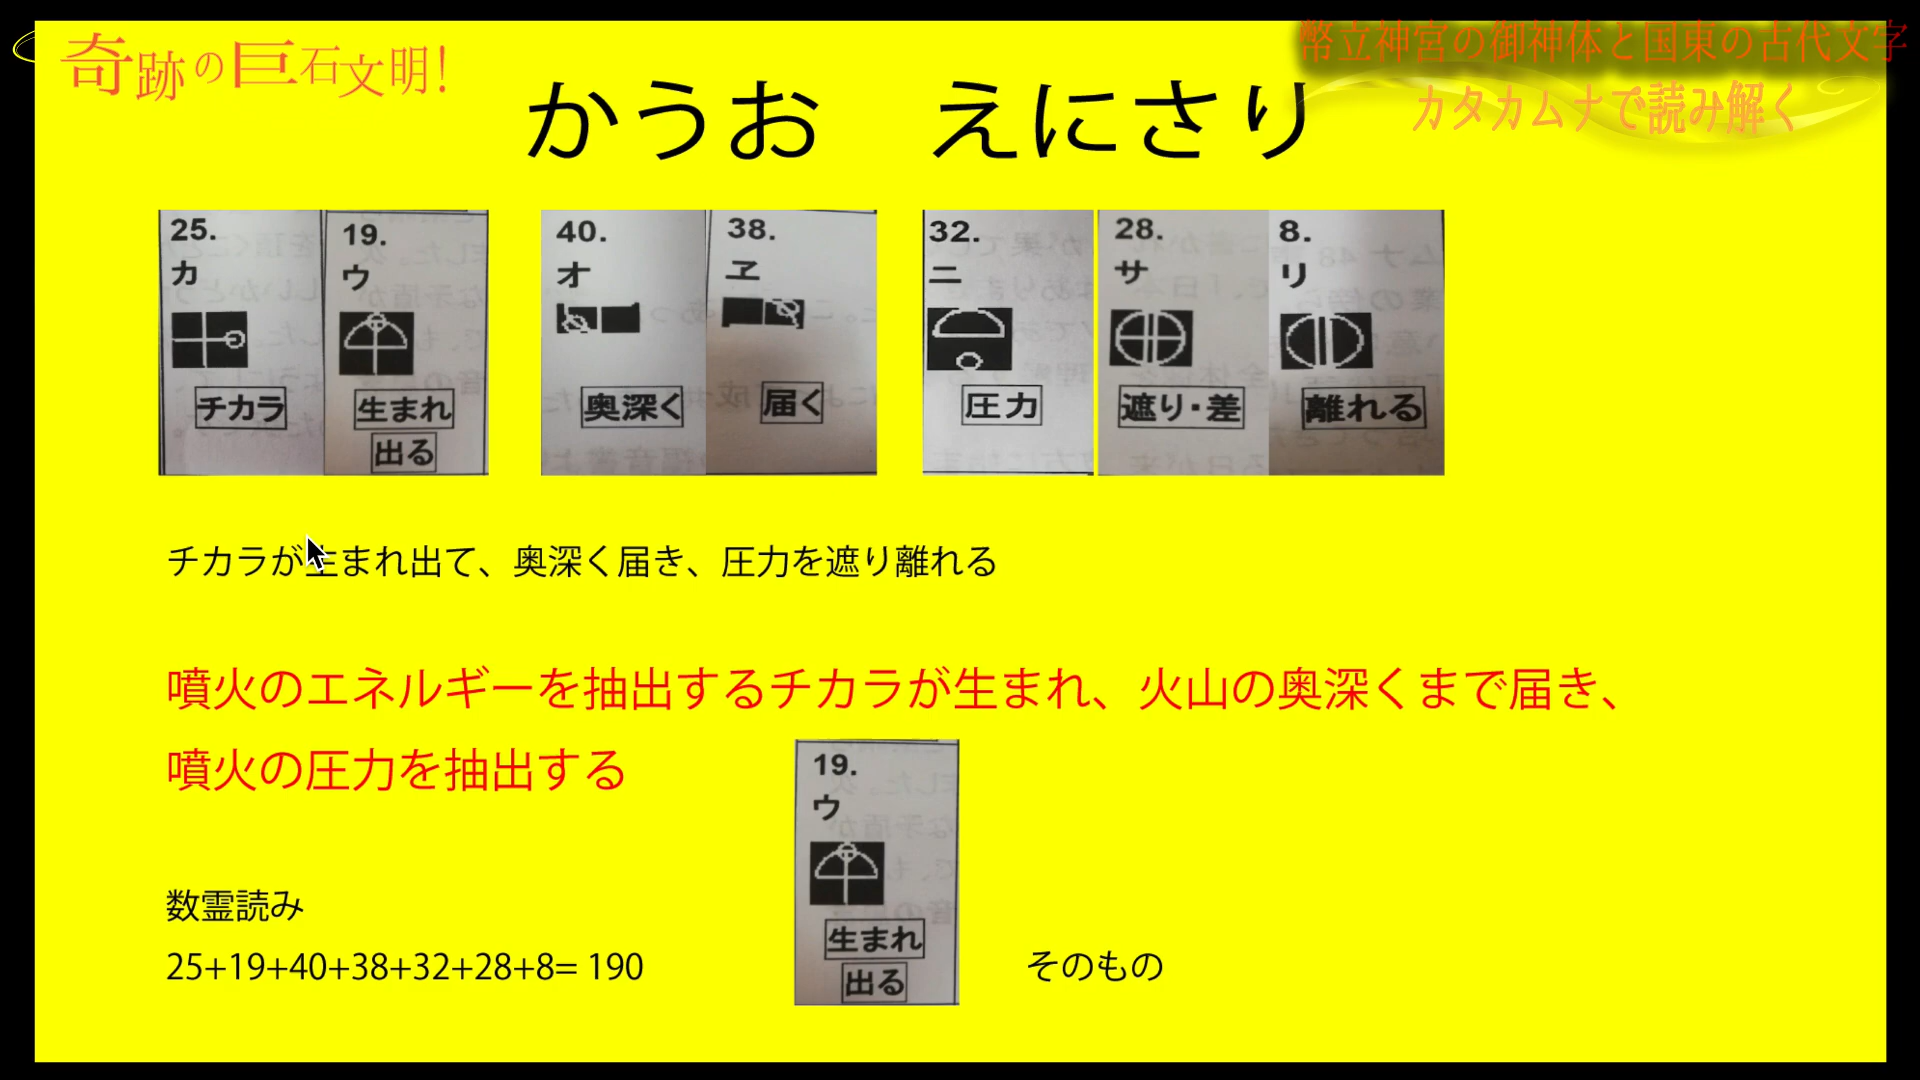 奇跡の巨石文明!
幣立神宮の御神体と国東の古代文字
カタカムナで読み解く
かうお えにさり
25.
カ
チカラ
19.
ウ
生まれ
出る
40.
オ
奥深く
38.
ヱ
届く
32.
ニ
圧力
28.
サ
遮り・差
8.
リ
離れる
チカラが生まれ出て、奥深く届き、圧力を遮り離れる
噴火のエネルギーを抽出するチカラが生まれ、火山の奥深くまで届き、
噴火の圧力を抽出する
19.
ウ
生まれ
出る
数霊読み
25+19+40+38+32+28+8= 190
そのもの